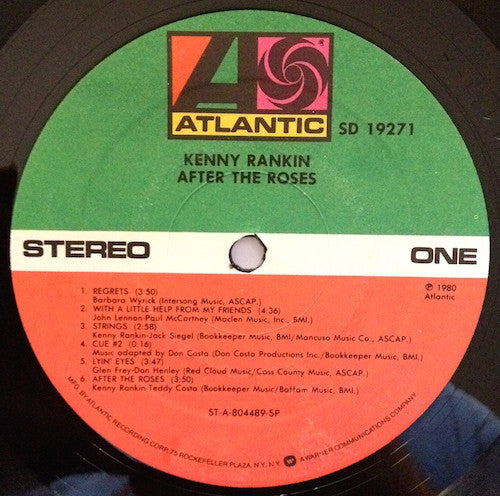 ATLANTIC
SD 19271
KENNY RANKIN
AFTER THE ROSES
STEREO
ONE
℗ 1980
Atlantic
1. REGRETS (3:50)
Barbara Wyrick (Intersong Music, ASCAP.)
2. WITH A LITTLE HELP FROM MY FRIENDS (4:36)
John Lennon-Paul McCartney (Maclen Music, Inc., BMI.)
3. STRINGS (2:58)
Kenny Rankin-Jack Siegel (Bookkeeper Music, BMI/Mancuso Music Co., ASCAP.)
4. CUE #2 (0:16)
Music adapted by Don Costa (Don Costa Productions Inc./Bookkeeper Music, BMI.)
5. LYIN' EYES (3:47)
Glen Frey-Don Henley (Red Cloud Music/Cass County Music, ASCAP.)
6. AFTER THE ROSES (3:50)
Kenny Rankin-Teddy Costa (Bookkeeper Music/Baffam Music, BMI.)
ST-A-804489-SP
MFG. BY ATLANTIC RECORDING CORP. 75 ROCKEFELLER PLAZA, N.Y. N.Y. A WARNER COMMUNICATIONS COMPANY